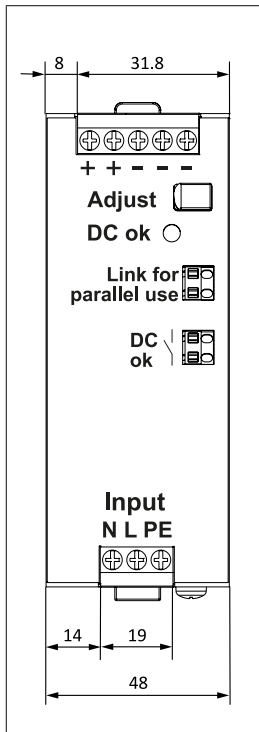 8 31.8
+ + − − −
Adjust
DC ok
Link for
parallel use
DC
ok
Input
N L PE
14 19
48